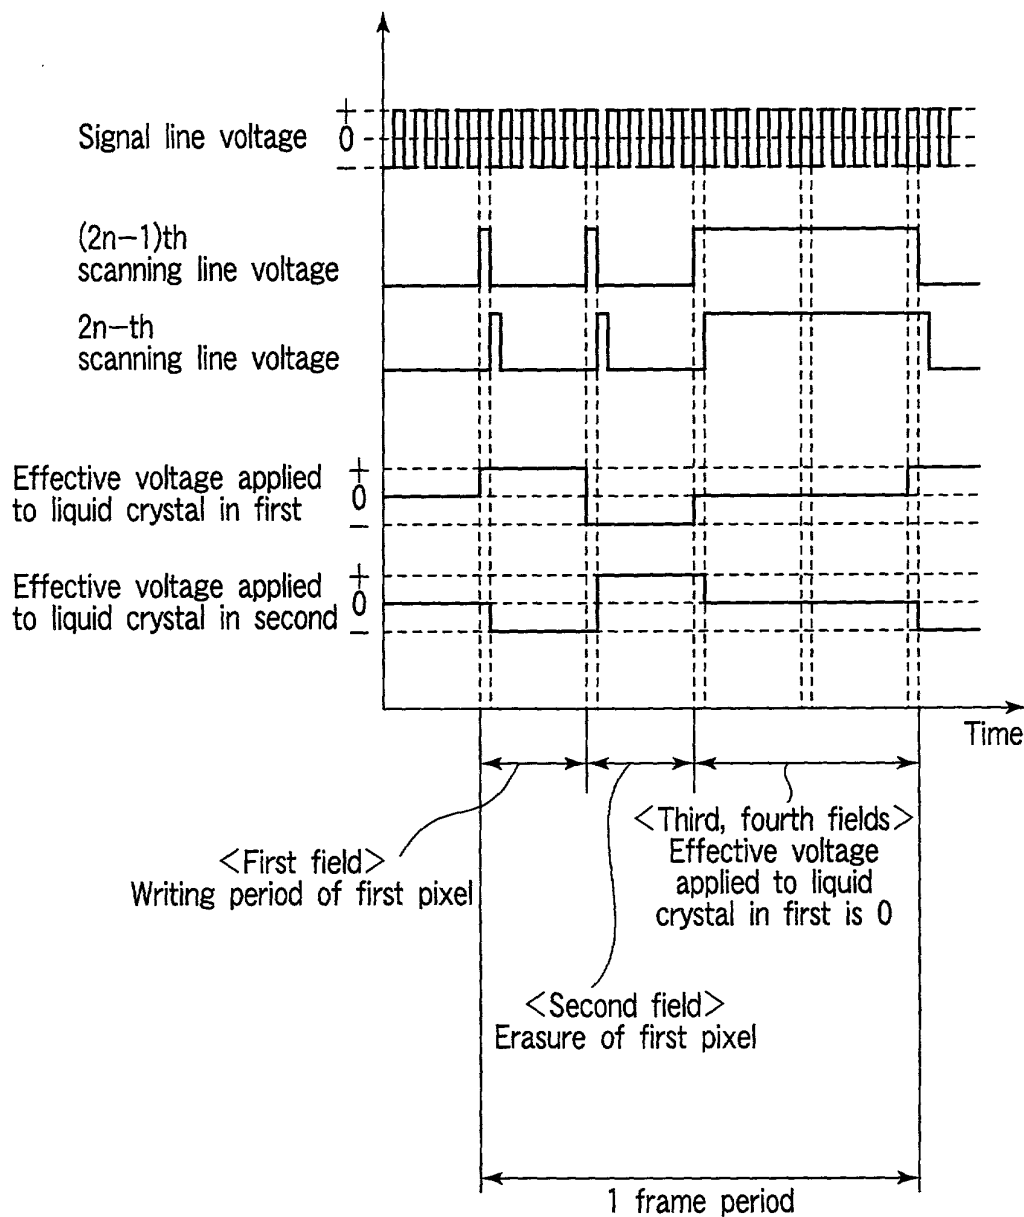 Signal line voltage
+
0
−
(2n−1)th
scanning line voltage
2n−th
scanning line voltage
Effective voltage applied
to liquid crystal in first
+
0
−
Effective voltage applied
to liquid crystal in second
+
0
−
Time
<First field>
Writing period of first pixel
<Second field>
Erasure of first pixel
<Third, fourth fields>
Effective voltage
applied to liquid
crystal in first is 0
1 frame period